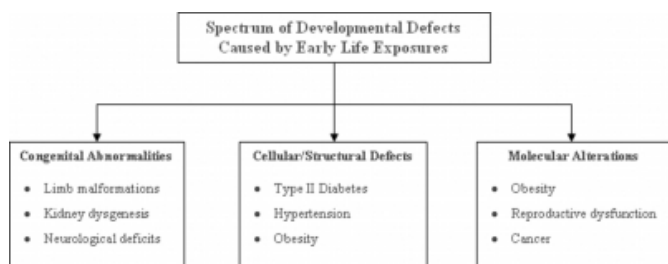 Spectrum of Developmental Defects
Caused by Early Life Exposures
Congenital Abnormalities
• Limb malformations
• Kidney dysgenesis
• Neurological deficits
Cellular/Structural Defects
• Type II Diabetes
• Hypertension
• Obesity
Molecular Alterations
• Obesity
• Reproductive dysfunction
• Cancer